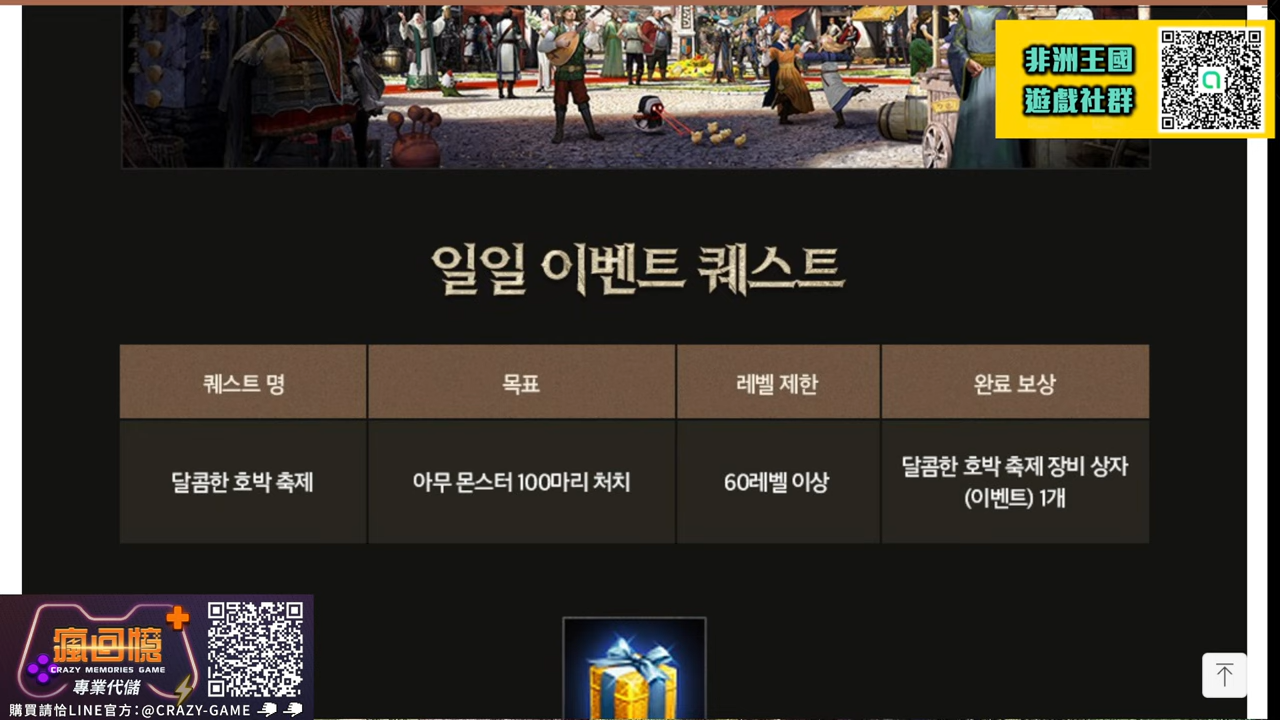 非洲王國
遊戲社群
일일 이벤트 퀘스트
퀘스트 명
목표
레벨 제한
완료 보상
달콤한 호박 축제
아무 몬스터 100마리 처치
60레벨 이상
달콤한 호박 축제 장비 상자
(이벤트) 1개
瘋回憶
CRAZY MEMORIES GAME
專業代儲
購買請恰LINE官方:@CRAZY-GAME